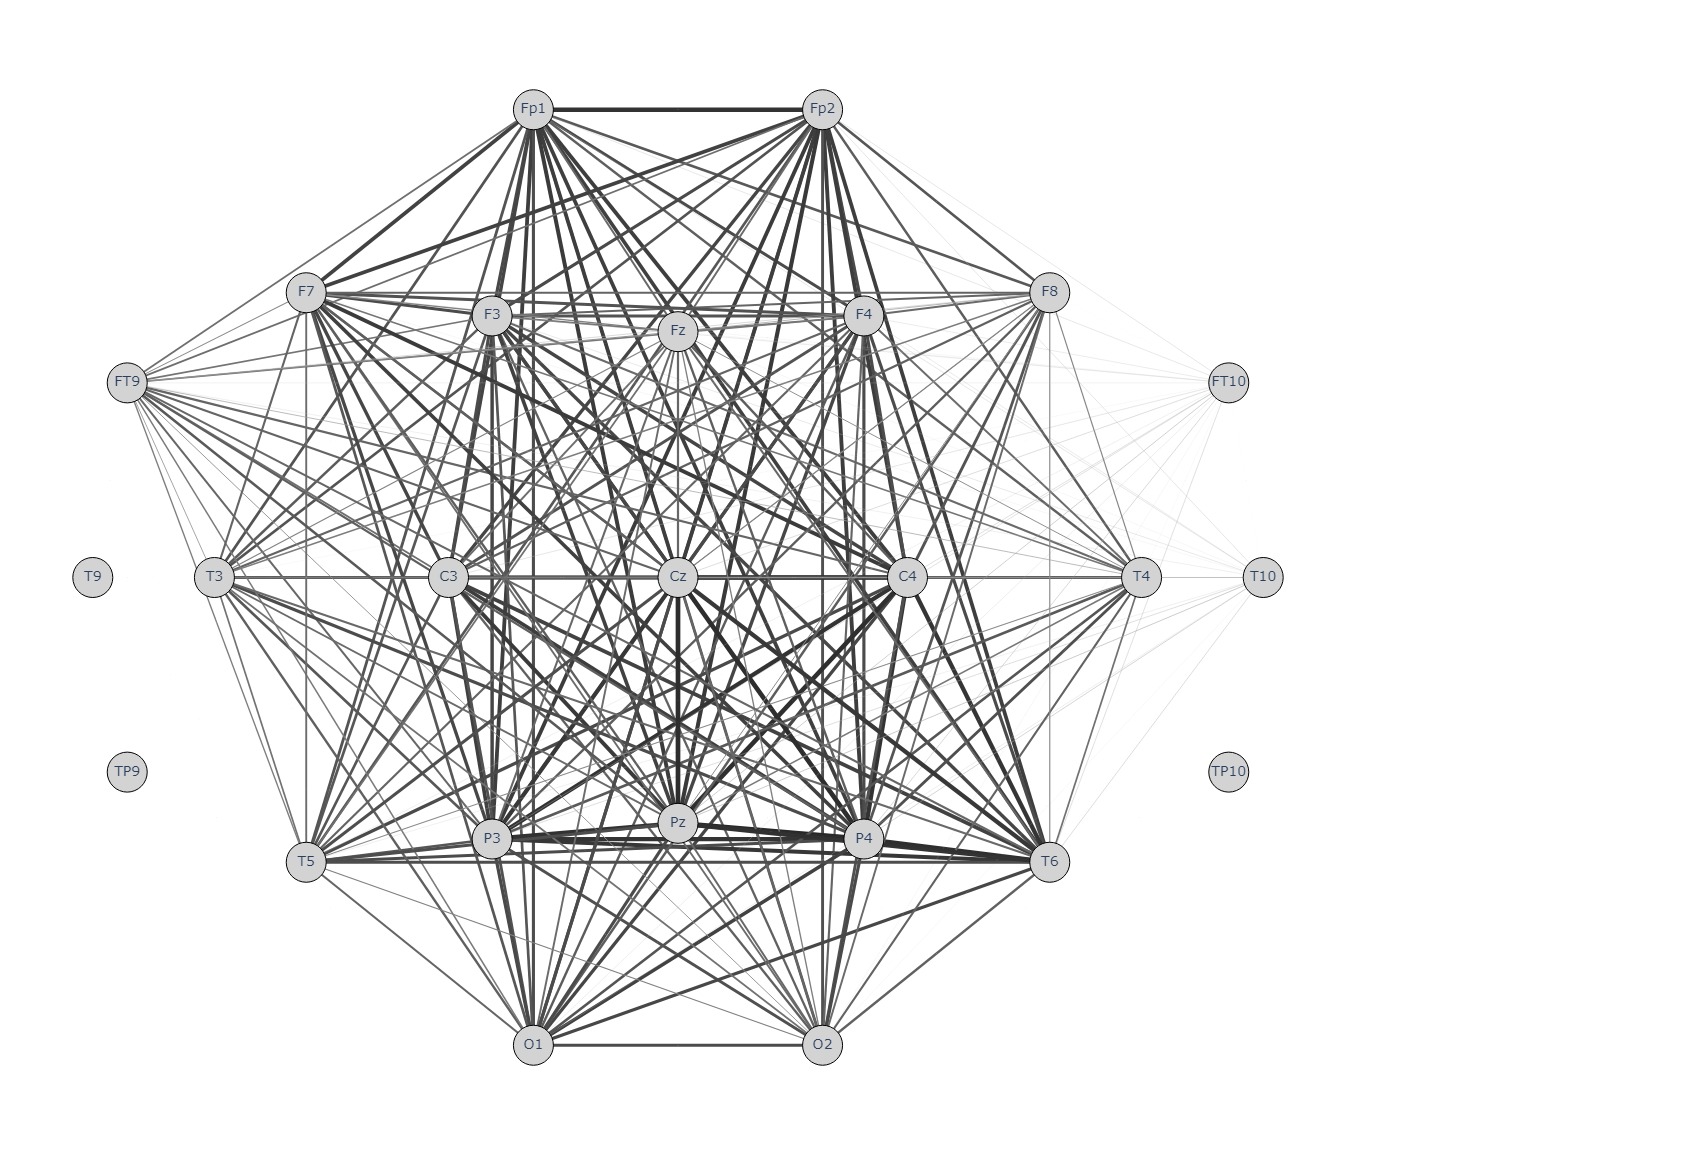 Fp1 Fp2
F7 F3 Fz F4 F8
FT9 FT10
T9 T3 C3 Cz C4 T4 T10
TP9 TP10
T5 P3 Pz P4 T6
O1 O2